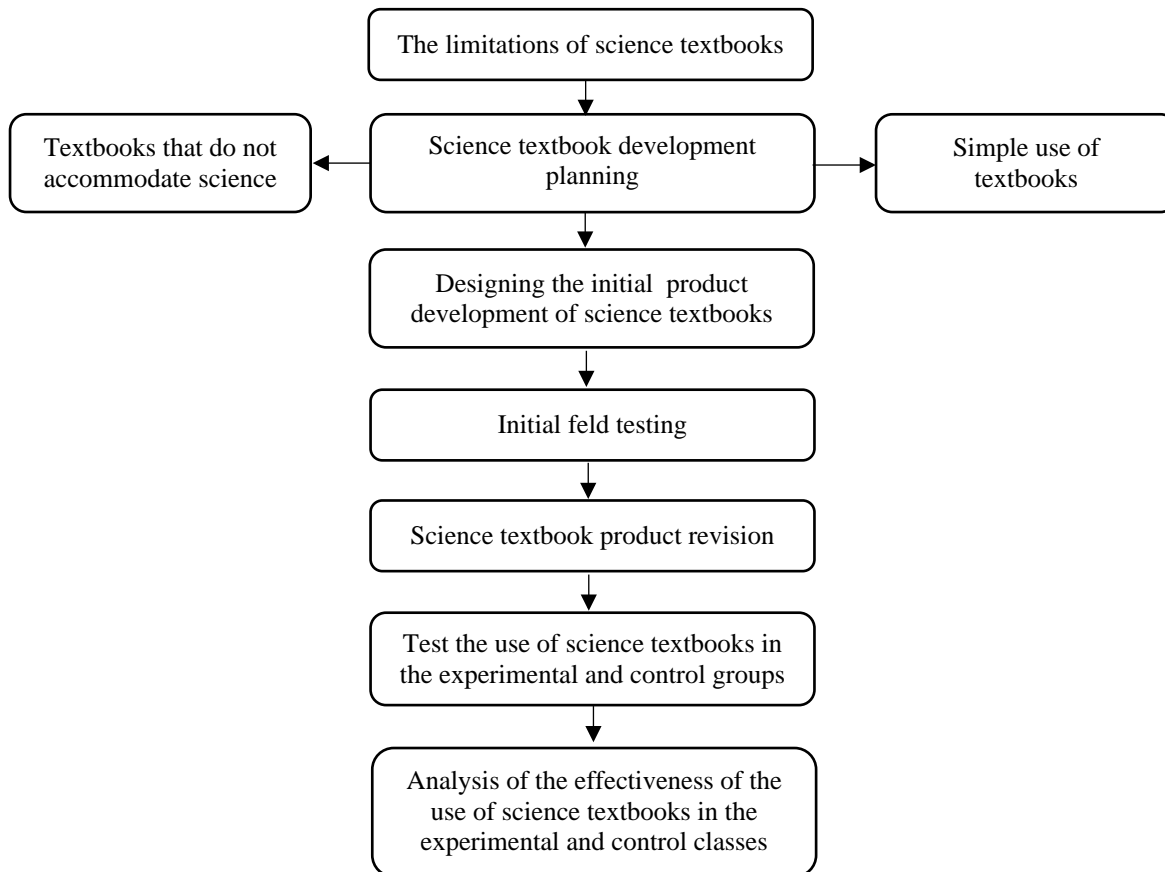 The limitations of science textbooks
Textbooks that do not
accommodate science
Science textbook development
planning
Simple use of
textbooks
Designing the initial  product
development of science textbooks
Initial feld testing
Science textbook product revision
Test the use of science textbooks in
the experimental and control groups
Analysis of the effectiveness of the
use of science textbooks in the
experimental and control classes